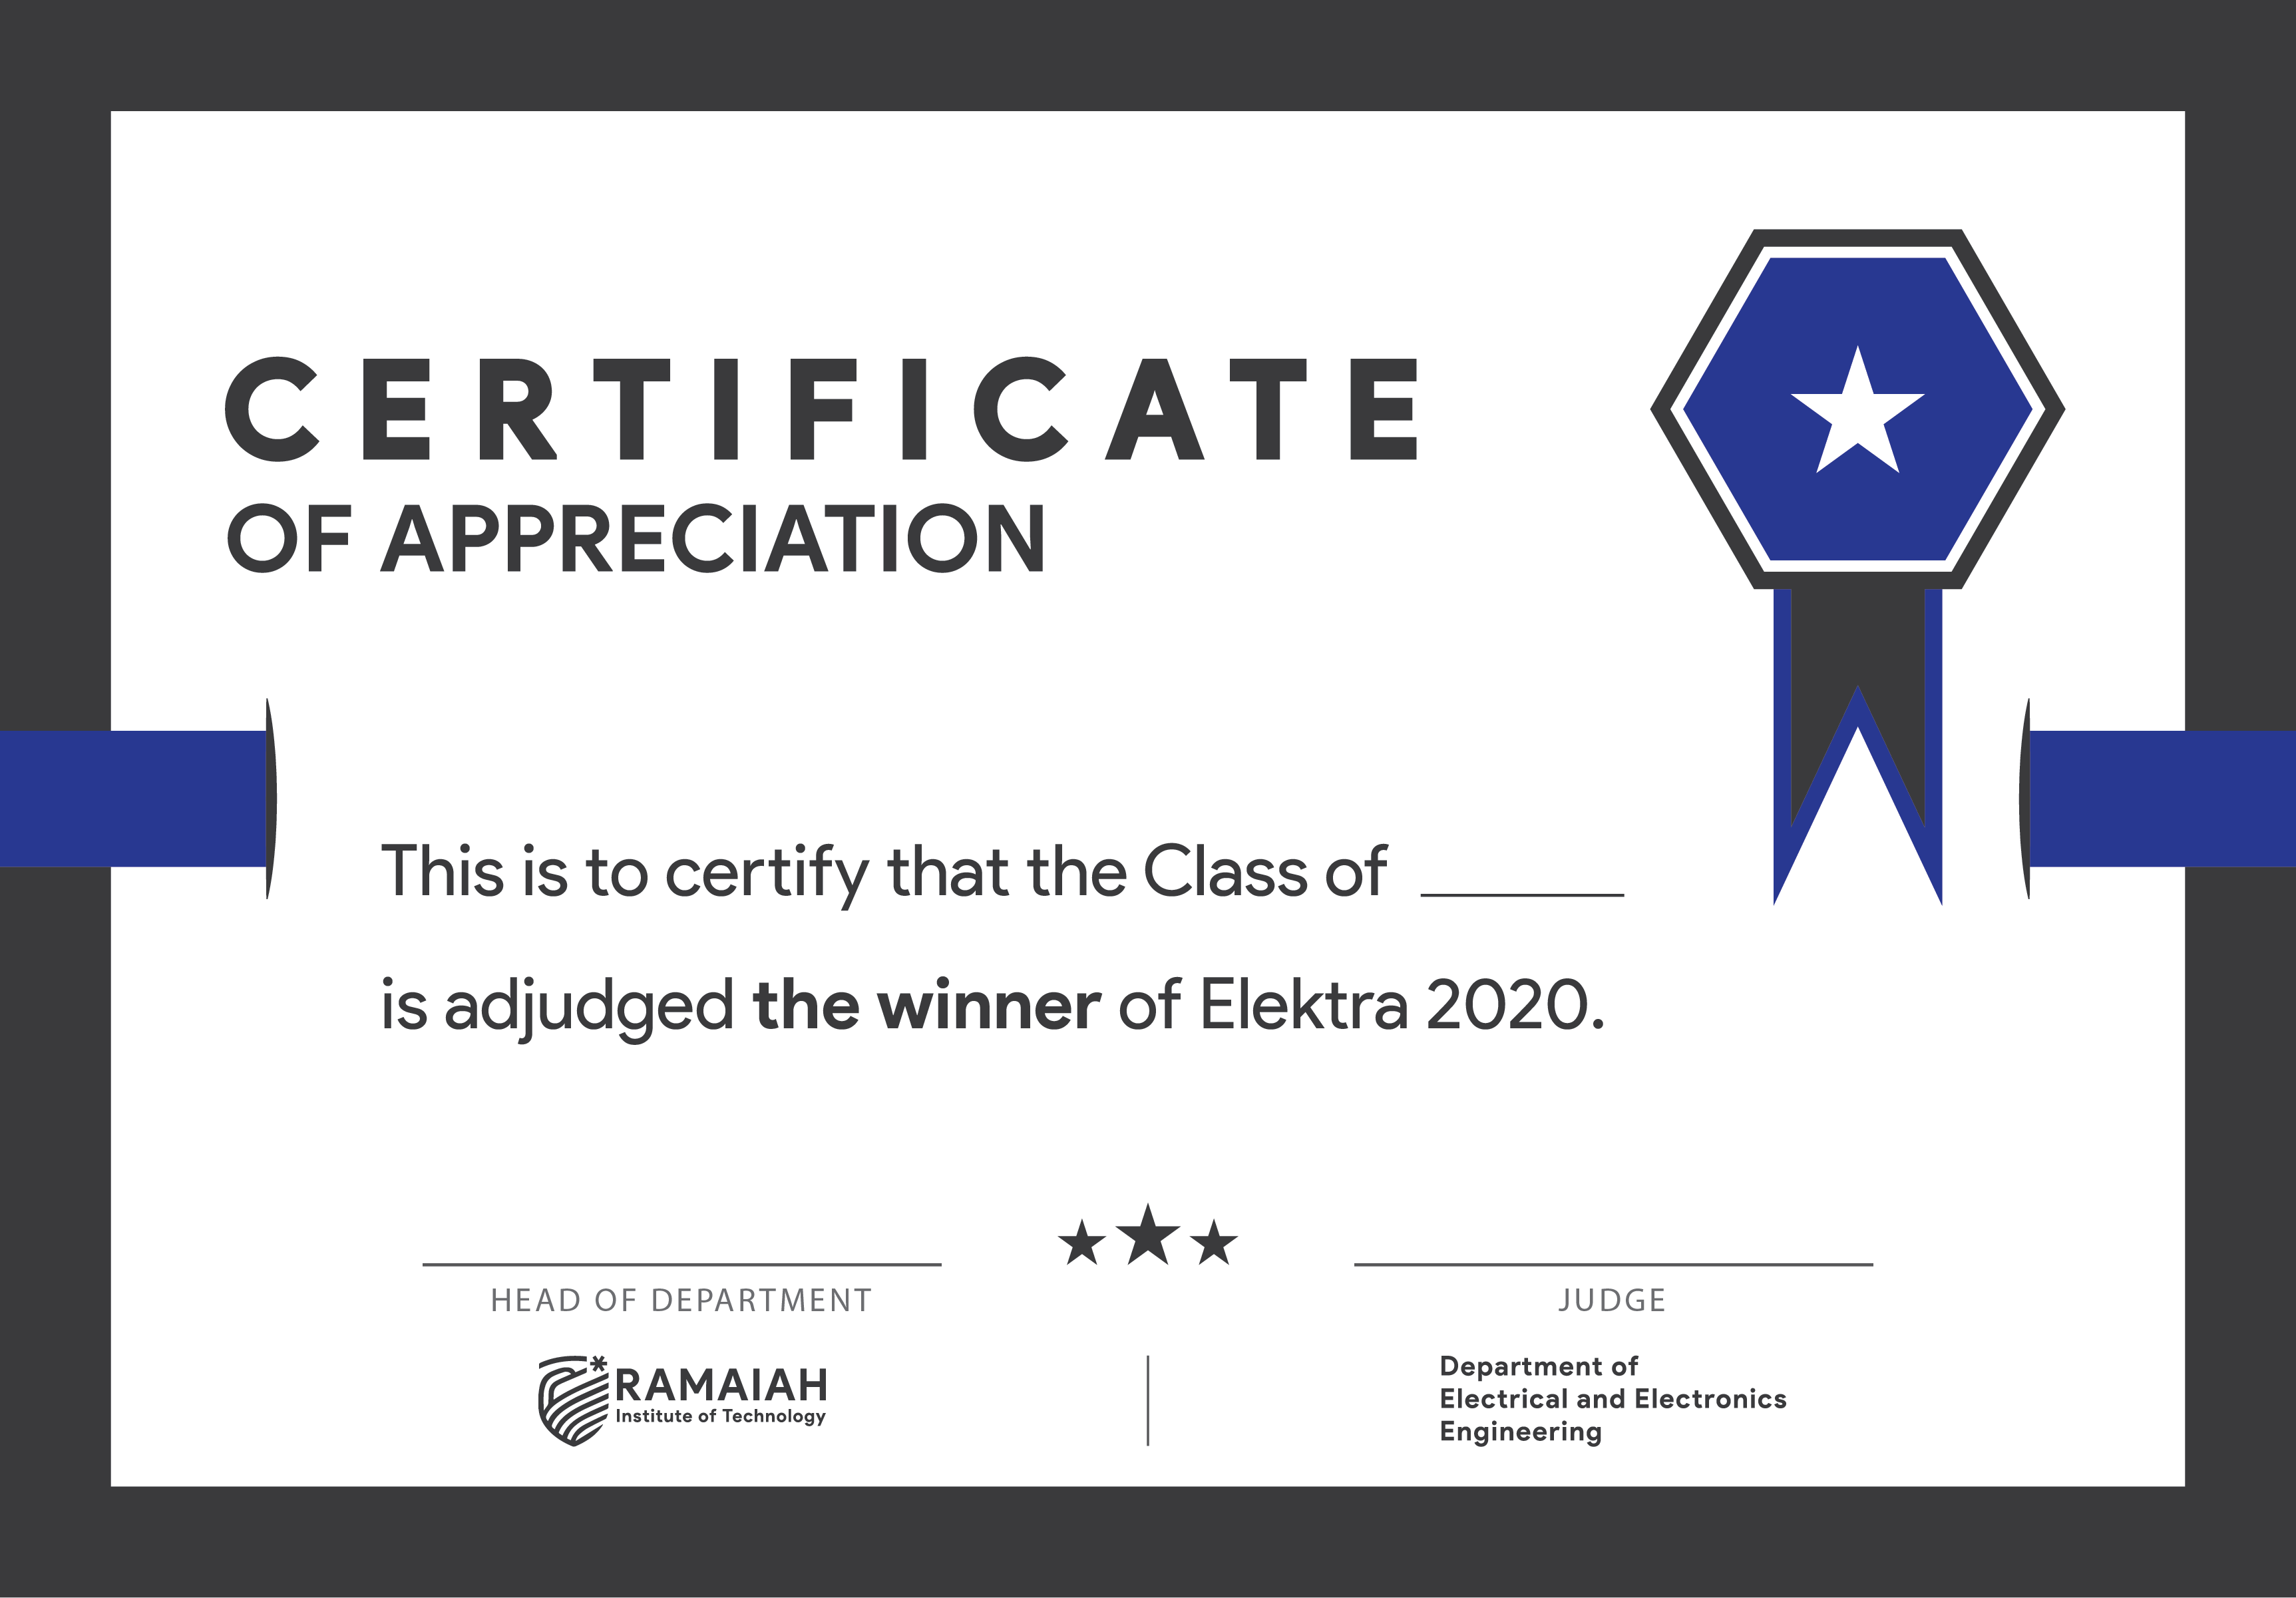 CERTIFICATE
OF APPRECIATION
This is to certify that the Class of
is adjudged the winner of Elektra 2020.
HEAD OF DEPARTMENT
JUDGE
RAMAIAH
Institute of Technology
Department of
Electrical and Electronics
Engineering